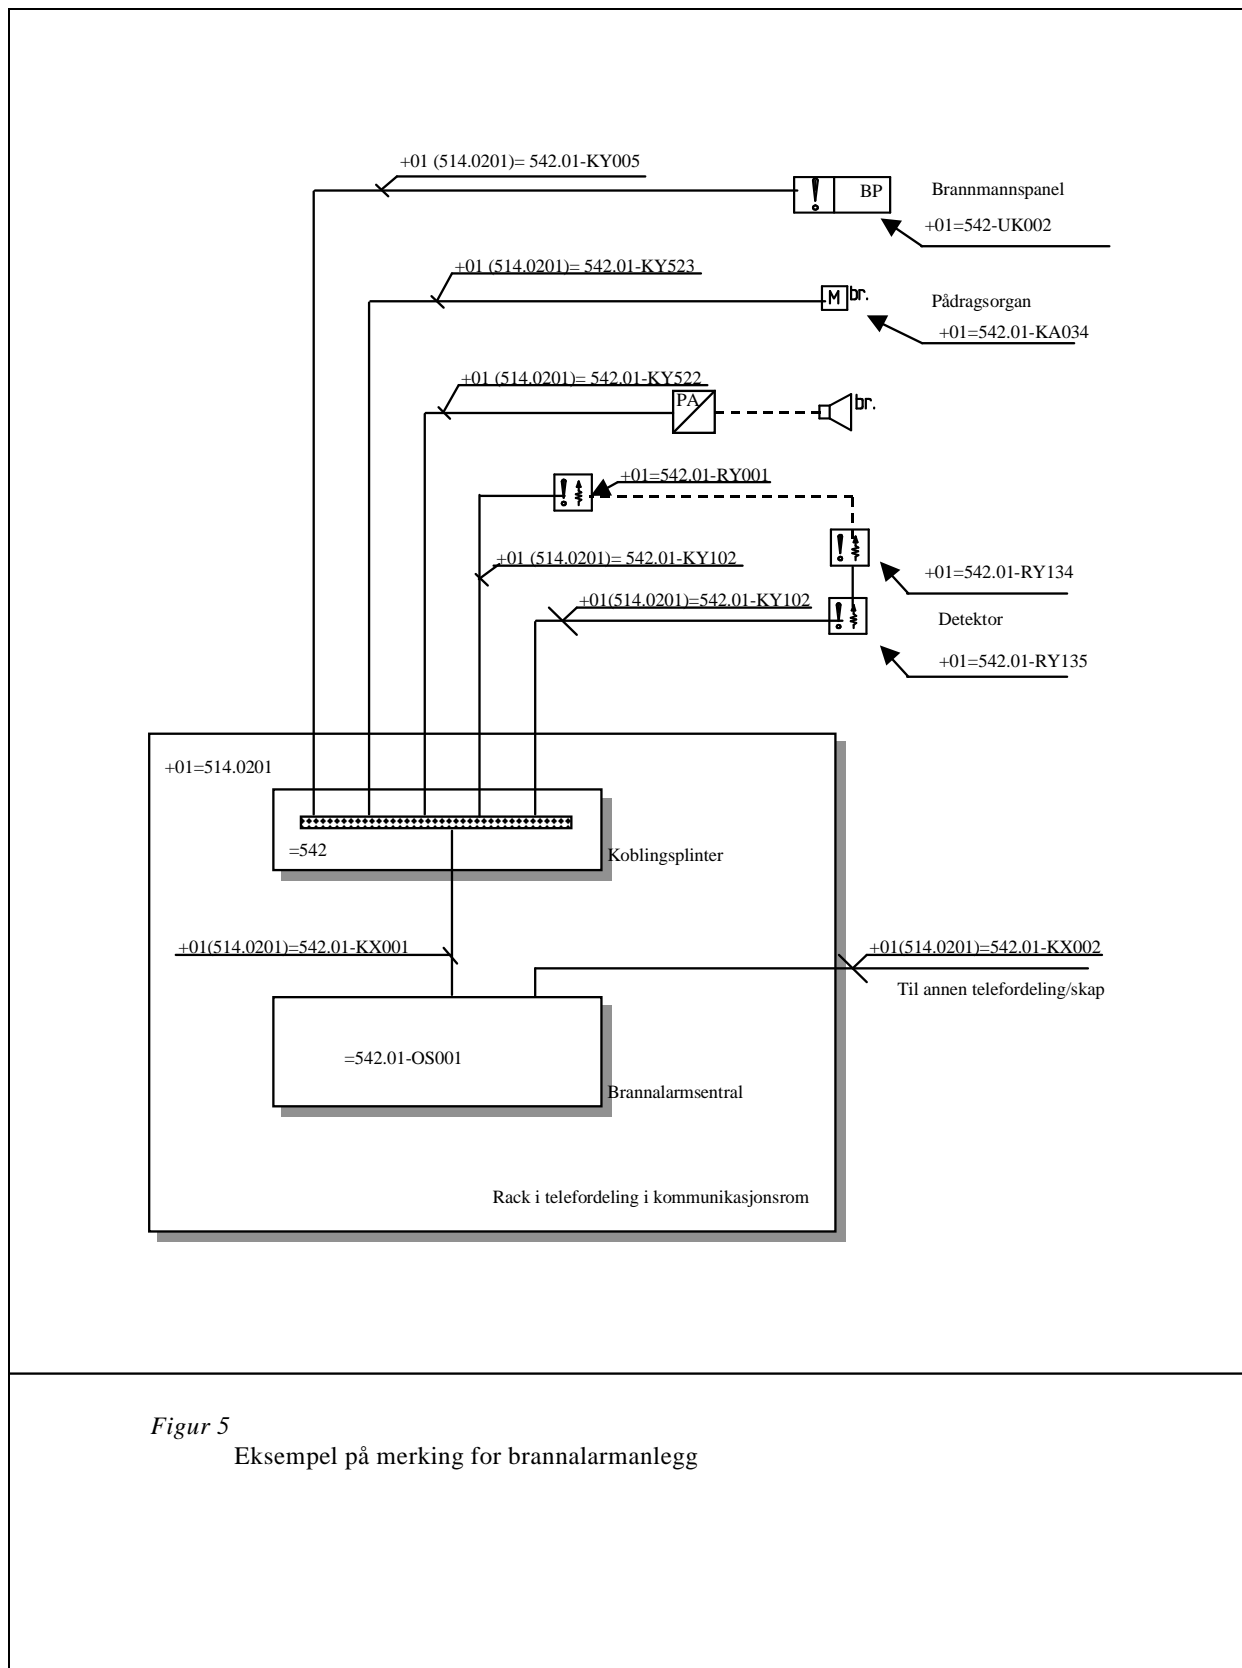 +01 (514.0201)= 542.01-KY005
BP
Brannmannspanel
+01=542-UK002
+01 (514.0201)= 542.01-KY523
M br.
Pådragsorgan
+01=542.01-KA034
+01 (514.0201)= 542.01-KY522
PA
br.
+01=542.01-RY001
+01 (514.0201)= 542.01-KY102
+01=542.01-RY134
+01(514.0201)=542.01-KY102
Detektor
+01=542.01-RY135
+01=514.0201
=542
Koblingsplinter
+01(514.0201)=542.01-KX001
+01(514.0201)=542.01-KX002
Til annen telefordeling/skap
=542.01-OS001
Brannalarmsentral
Rack i telefordeling i kommunikasjonsrom
Figur 5
Eksempel på merking for brannalarmanlegg